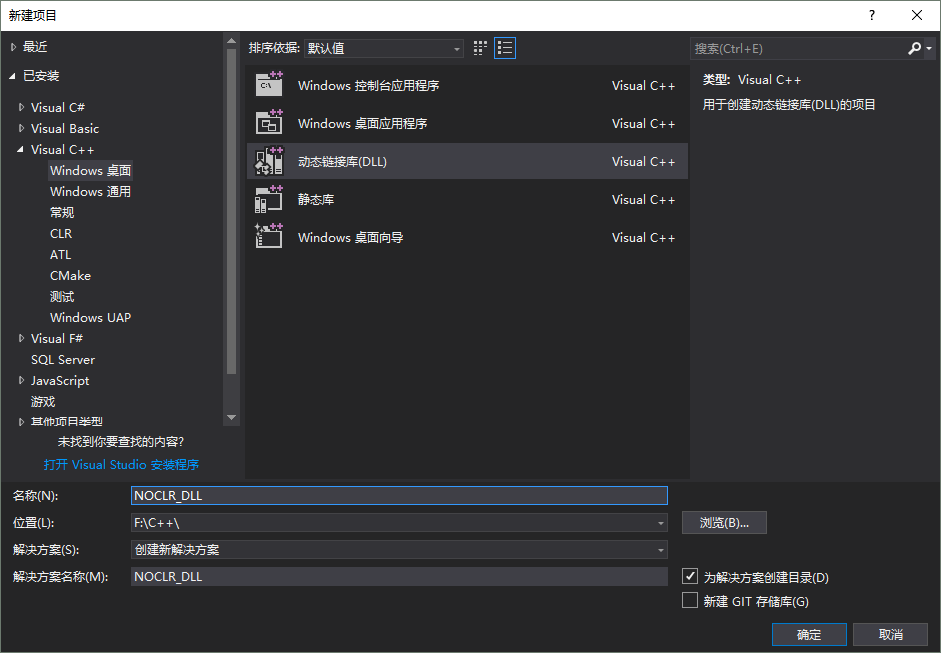 新建项目
?
最近
已安装
Visual C#
Visual Basic
Visual C++
Windows 桌面
Windows 通用
常规
CLR
ATL
CMake
测试
Windows UAP
Visual F#
SQL Server
JavaScript
游戏
其他项目类型
未找到你要查找的内容?
打开 Visual Studio 安装程序
排序依据: 默认值
Windows 控制台应用程序 Visual C++
Windows 桌面应用程序 Visual C++
动态链接库(DLL) Visual C++
静态库 Visual C++
Windows 桌面向导 Visual C++
搜索(Ctrl+E)
类型: Visual C++
用于创建动态链接库(DLL)的项目
名称(N): NOCLR_DLL
位置(L): F:\C++\ 浏览(B)...
解决方案(S): 创建新解决方案
解决方案名称(M): NOCLR_DLL
为解决方案创建目录(D)
新建 GIT 存储库(G)
确定 取消